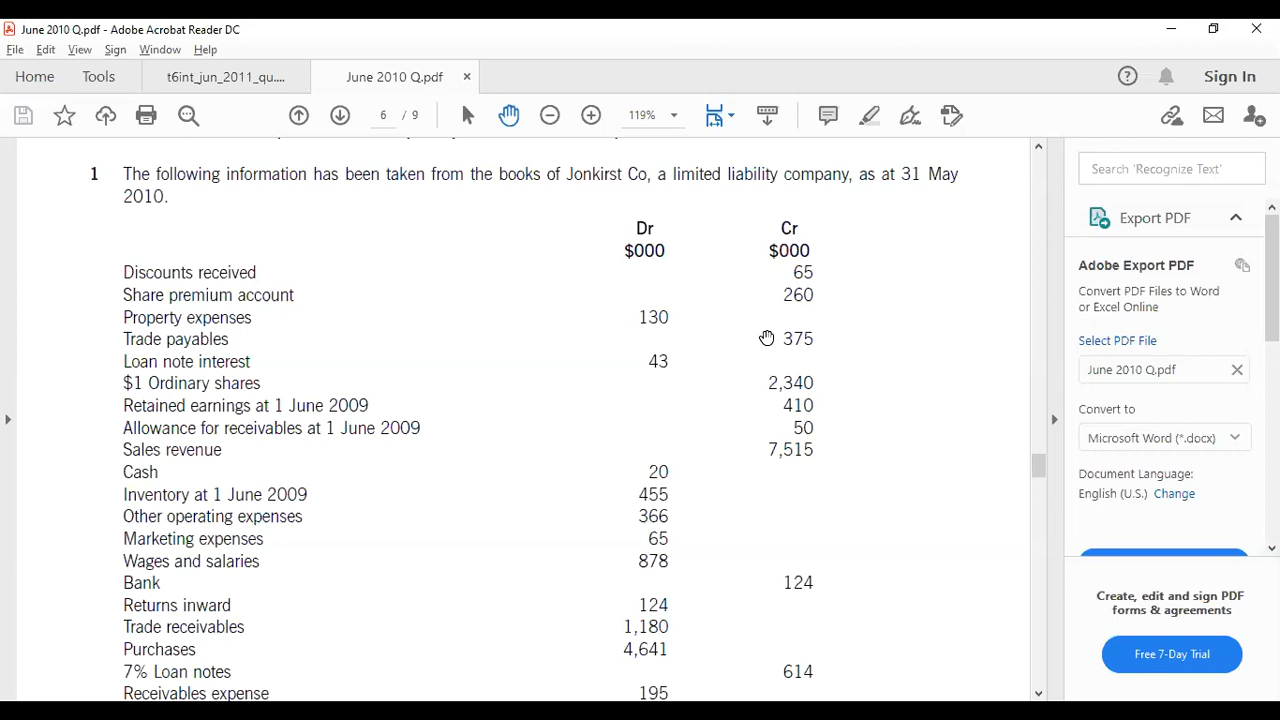 June 2010 Q.pdf - Adobe Acrobat Reader DC
File Edit View Sign Window Help
Home Tools t6int_jun_2011_qu.... June 2010 Q.pdf × Sign In
6 / 9 119%
1 The following information has been taken from the books of Jonkirst Co, a limited liability company, as at 31 May
2010.
Dr Cr
$000 $000
Discounts received 65
Share premium account 260
Property expenses 130
Trade payables 375
Loan note interest 43
$1 Ordinary shares 2,340
Retained earnings at 1 June 2009 410
Allowance for receivables at 1 June 2009 50
Sales revenue 7,515
Cash 20
Inventory at 1 June 2009 455
Other operating expenses 366
Marketing expenses 65
Wages and salaries 878
Bank 124
Returns inward 124
Trade receivables 1,180
Purchases 4,641
7% Loan notes 614
Receivables expense 195
Search 'Redaction Tool'
Export PDF
Adobe Export PDF
Convert PDF Files to Word
or Excel Online
Select PDF File
June 2010 Q.pdf
Convert to
Microsoft Word (*.docx)
Document Language:
English (U.S.) Change
Create, edit and sign PDF
forms & agreements
Free 7-Day Trial